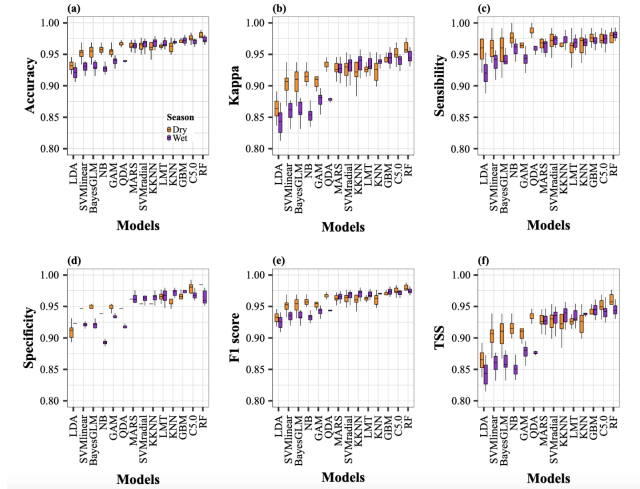 (a)
(b)
(c)
Accuracy
1.00
0.95
0.90
0.85
0.80
Season
Dry
Wet
LDA
SVMlinear
BayesGLM
NB
GAM
QDA
MARS
SVMradial
KKNN
LMT
KNN
GBM
C5.0
RF
Models
Kappa
1.00
0.95
0.90
0.85
0.80
LDA
SVMlinear
BayesGLM
NB
GAM
QDA
MARS
SVMradial
KKNN
LMT
KNN
GBM
C5.0
RF
Models
Sensibility
1.00
0.95
0.90
0.85
0.80
LDA
SVMlinear
BayesGLM
NB
GAM
QDA
MARS
SVMradial
KKNN
LMT
KNN
GBM
C5.0
RF
Models
(d)
(e)
(f)
Specificity
1.00
0.95
0.90
0.85
0.80
LDA
SVMlinear
BayesGLM
NB
GAM
QDA
MARS
SVMradial
KKNN
LMT
KNN
GBM
C5.0
RF
Models
F1 score
1.00
0.95
0.90
0.85
0.80
LDA
SVMlinear
BayesGLM
NB
GAM
QDA
MARS
SVMradial
KKNN
LMT
KNN
GBM
C5.0
RF
Models
TSS
1.00
0.95
0.90
0.85
0.80
LDA
SVMlinear
BayesGLM
NB
GAM
QDA
MARS
SVMradial
KKNN
LMT
KNN
GBM
C5.0
RF
Models